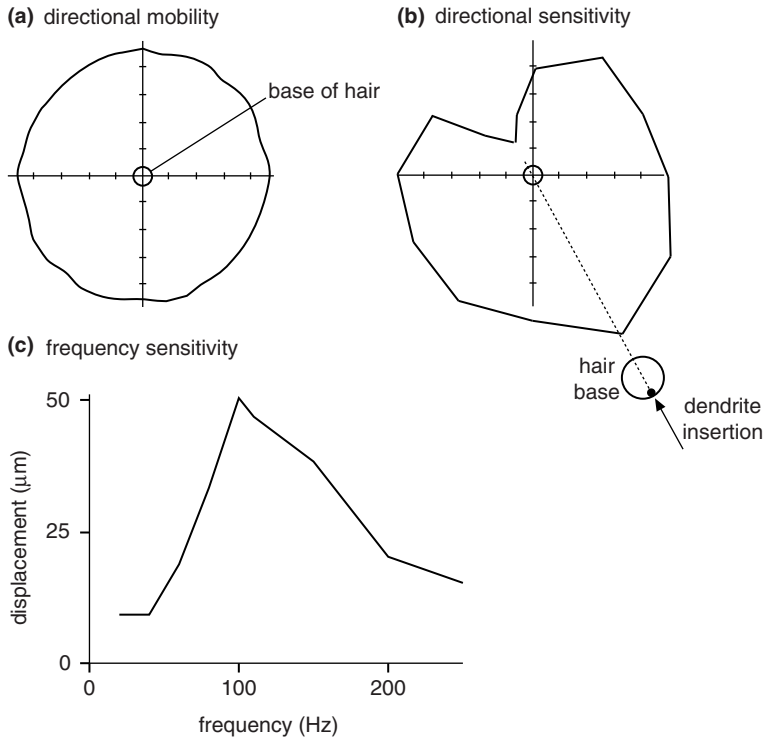 (a) directional mobility
base of hair
(b) directional sensitivity
hair
base
dendrite
insertion
(c) frequency sensitivity
displacement (μm)
50
25
0
0
100
200
frequency (Hz)